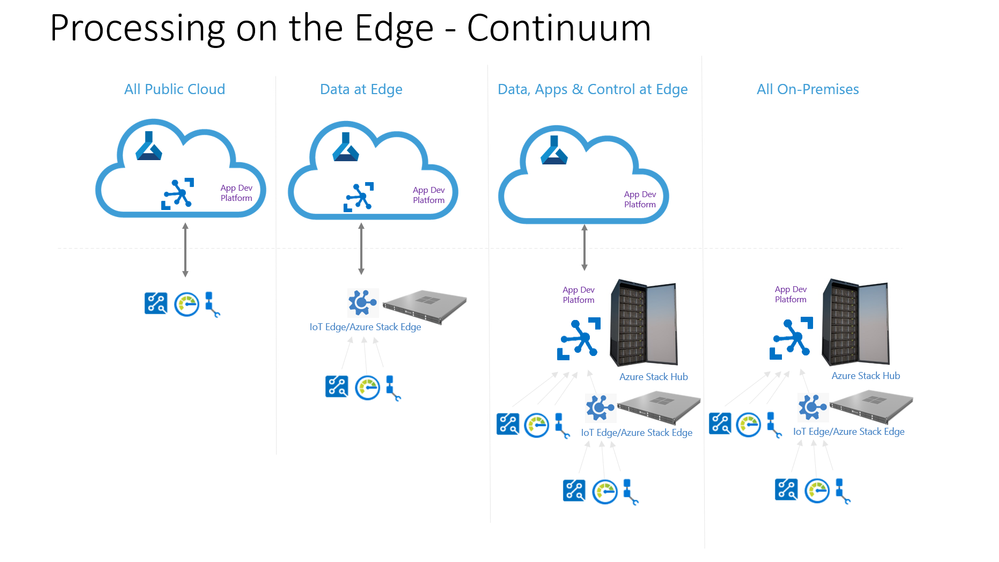 Processing on the Edge - Continuum
All Public Cloud
Data at Edge
Data, Apps & Control at Edge
All On-Premises
App Dev
Platform
App Dev
Platform
App Dev
Platform
App Dev
Platform
App Dev
Platform
IoT Edge/Azure Stack Edge
Azure Stack Hub
Azure Stack Hub
IoT Edge/Azure Stack Edge
IoT Edge/Azure Stack Edge